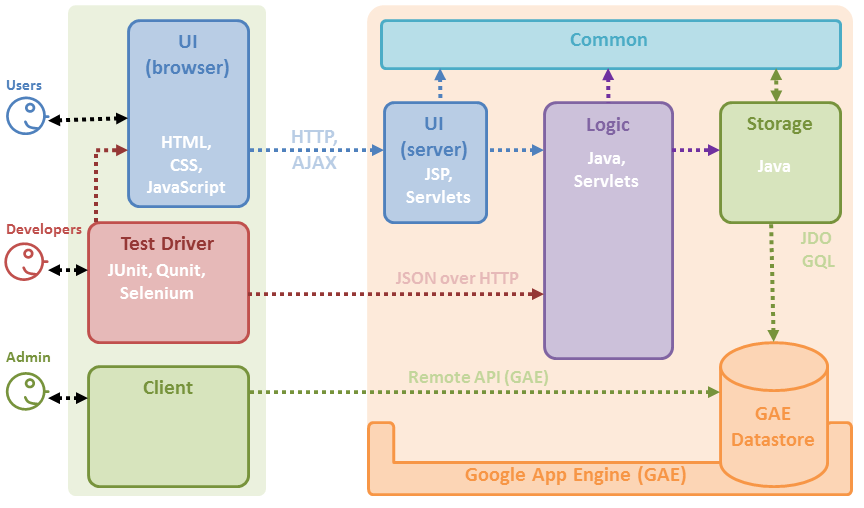 Users
UI
(browser)
HTML,
CSS,
JavaScript
HTTP,
AJAX
Common
UI
(server)
JSP,
Servlets
Logic
Java,
Servlets
Storage
Java
Developers
Test Driver
JUnit, Qunit,
Selenium
JSON over HTTP
JDO
GQL
Admin
Client
Remote API (GAE)
GAE
Datastore
Google App Engine (GAE)